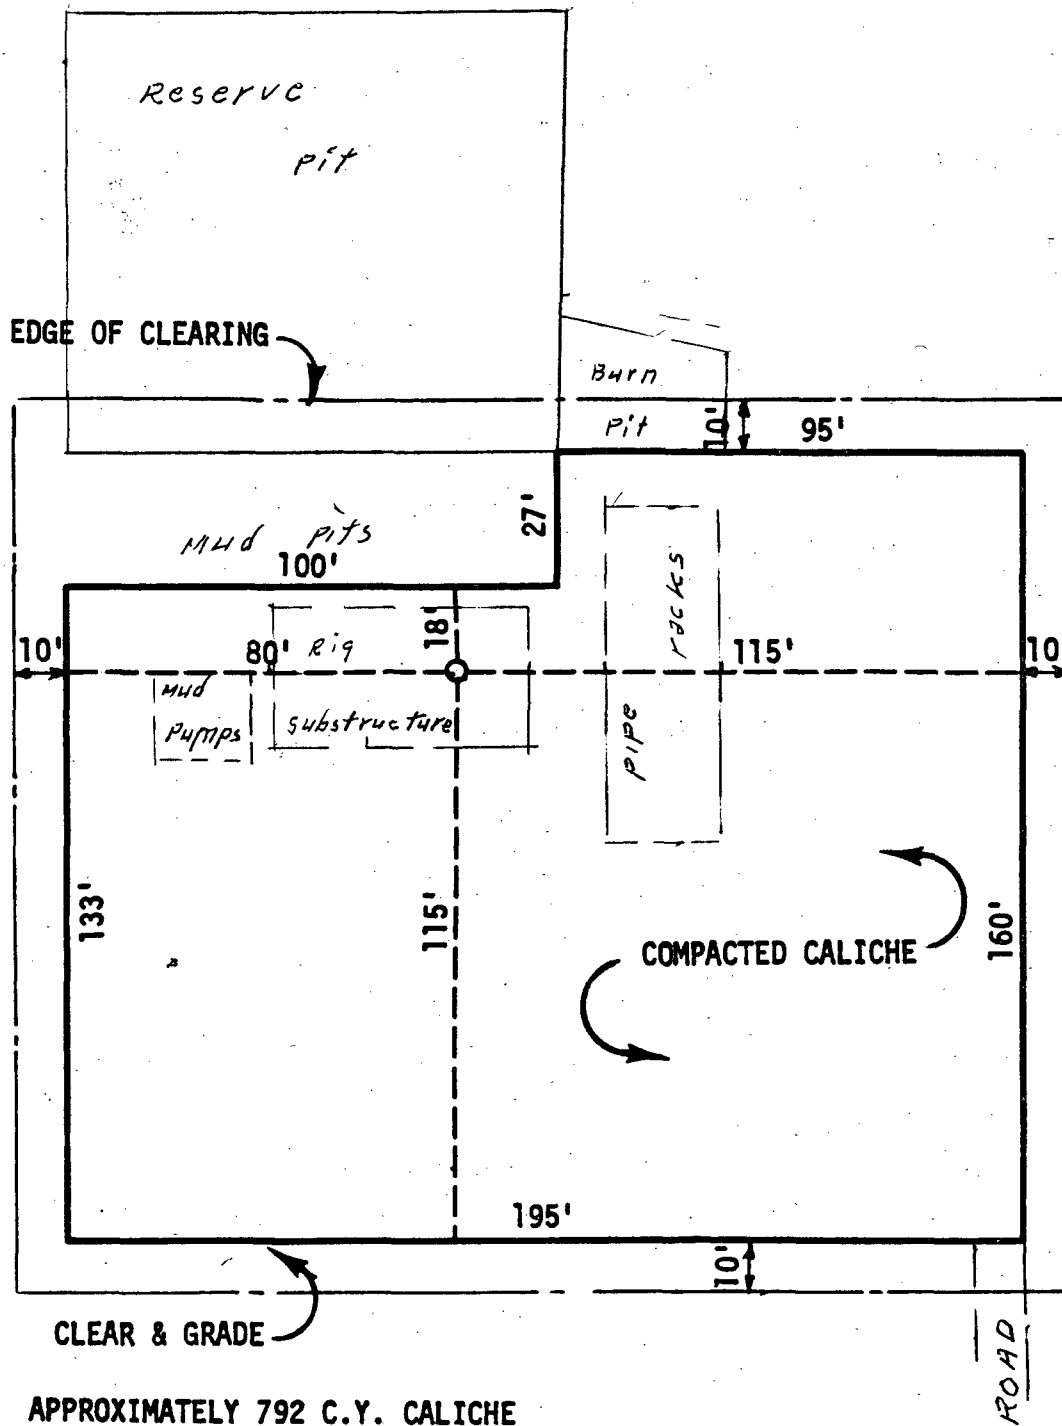 Reserve
Pit
EDGE OF CLEARING
Burn
Pit
10'
95'
27'
Mud Pits
100'
18'
10'
80'
Rig
115'
10
Mud
Pumps
Substructure
pipe racks
133'
115'
COMPACTED CALICHE
160'
195'
10'
CLEAR & GRADE
ROAD
APPROXIMATELY 792 C.Y. CALICHE